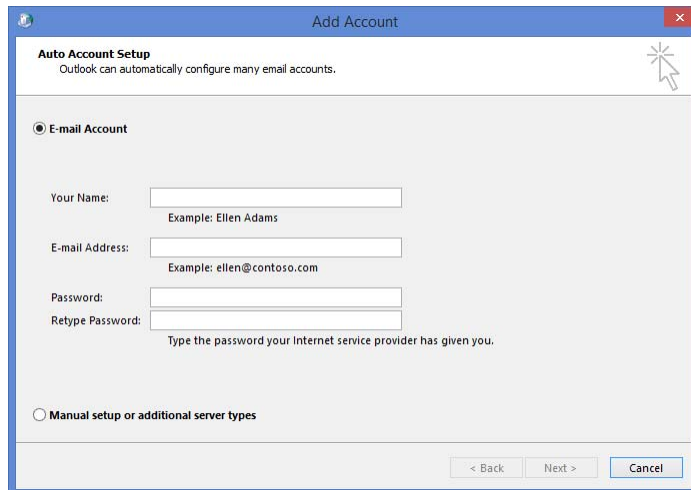 Add Account
Auto Account Setup
Outlook can automatically configure many email accounts.
E-mail Account
Your Name:
Example: Ellen Adams
E-mail Address:
Example: ellen@contoso.com
Password:
Retype Password:
Type the password your Internet service provider has given you.
Manual setup or additional server types
< Back Next > Cancel